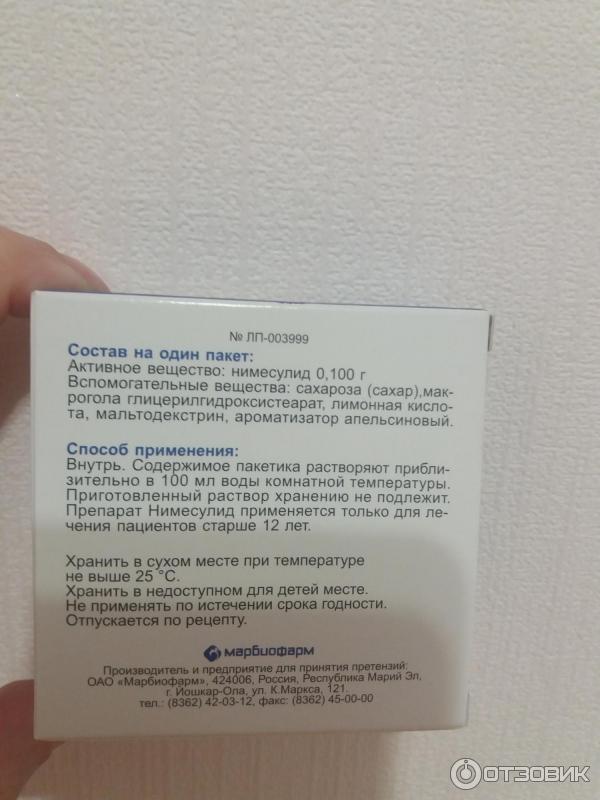 № ЛП-003999
Состав на один пакет:
Активное вещество: нимесулид 0,100 г
Вспомогательные вещества: сахароза (сахар),мак-
рогола глицерилгидроксистеарат, лимонная кисло-
та, мальтодекстрин, ароматизатор апельсиновый.
Способ применения:
Внутрь. Содержимое пакетика растворяют прибли-
зительно в 100 мл воды комнатной температуры.
Приготовленный раствор хранению не подлежит.
Препарат Нимесулид применяется только для ле-
чения пациентов старше 12 лет.
Хранить в сухом месте при температуре
не выше 25 °С.
Хранить в недоступном для детей месте.
Не применять по истечении срока годности.
Отпускается по рецепту.
марбиофарм
Производитель и предприятие для принятия претензий:
ОАО «Марбиофарм», 424006, Россия, Республика Марий Эл,
г. Йошкар-Ола, ул. К.Маркса, 121.
тел.: (8362) 42-03-12, факс: (8362) 45-00-00
ОТЗОВИК